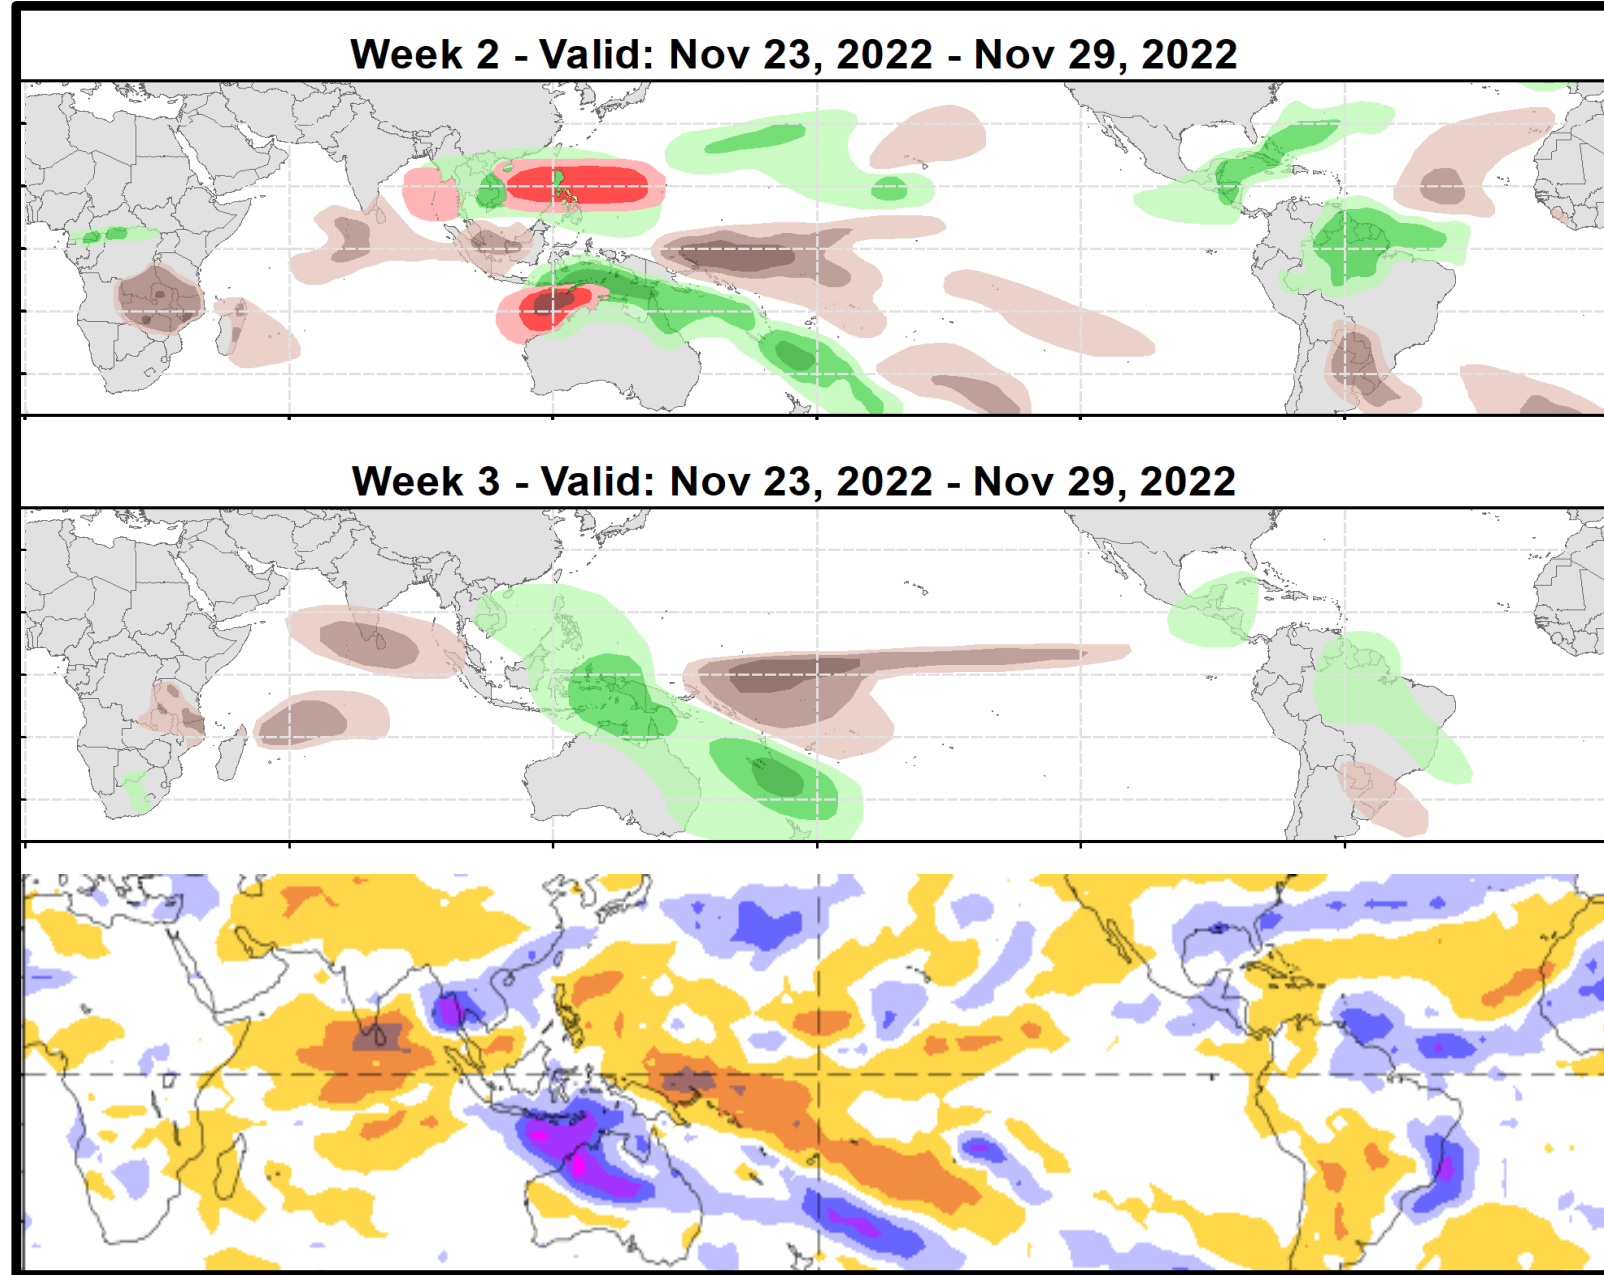 Week 2 - Valid: Nov 23, 2022 - Nov 29, 2022
Week 3 - Valid: Nov 23, 2022 - Nov 29, 2022